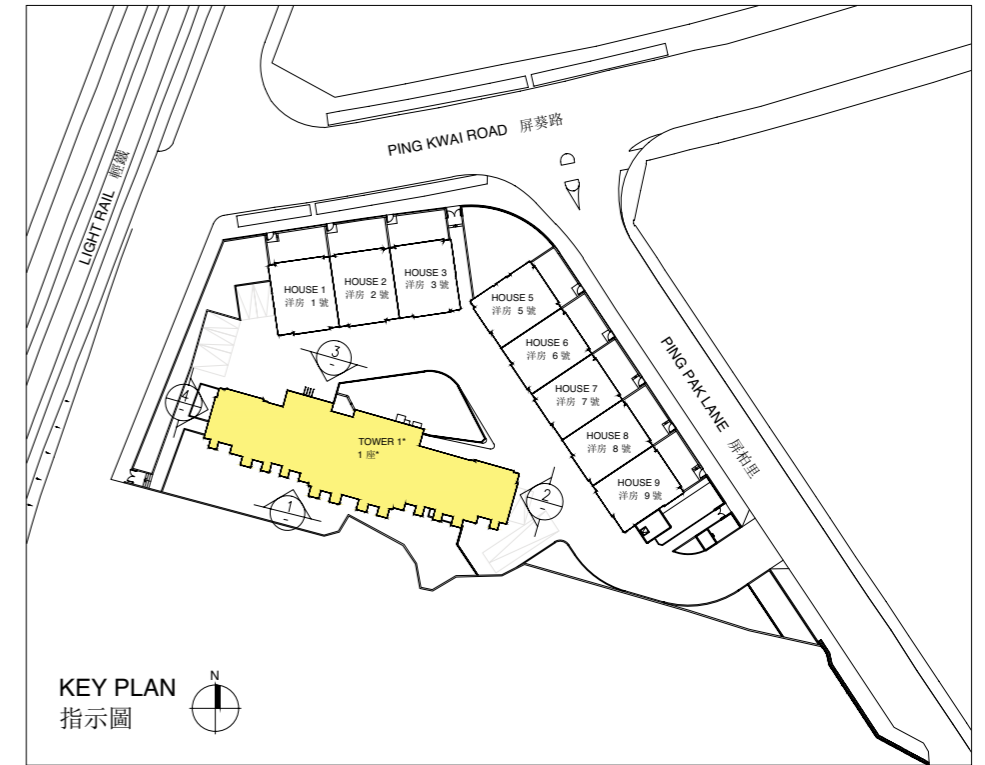 PING KWAI ROAD 屏葵路
LIGHT RAIL 輕鐵
HOUSE 1
洋房 1 號
HOUSE 2
洋房 2 號
HOUSE 3
洋房 3 號
HOUSE 5
洋房 5 號
HOUSE 6
洋房 6 號
HOUSE 7
洋房 7 號
HOUSE 8
洋房 8 號
HOUSE 9
洋房 9 號
PING PAK LANE 屏柏里
3
-
4
-
TOWER 1*
1 座*
1
-
2
-
KEY PLAN
指示圖
N